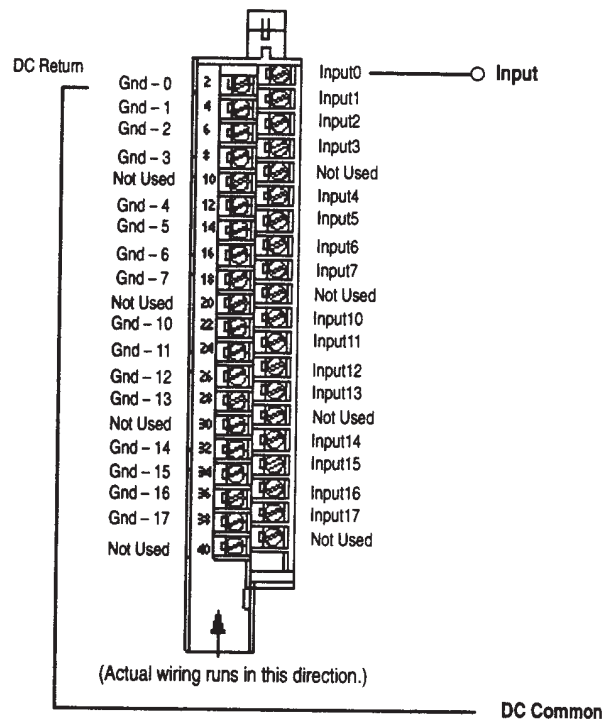 DC Return
Gnd – 0 2 Input0 Input
Gnd – 1 4 Input1
Gnd – 2 6 Input2
Gnd – 3 8 Input3
Not Used 10 Not Used
Gnd – 4 12 Input4
Gnd – 5 14 Input5
Gnd – 6 16 Input6
Gnd – 7 18 Input7
Not Used 20 Not Used
Gnd – 10 22 Input10
Gnd – 11 24 Input11
Gnd – 12 26 Input12
Gnd – 13 28 Input13
Not Used 30 Not Used
Gnd – 14 32 Input14
Gnd – 15 34 Input15
Gnd – 16 36 Input16
Gnd – 17 38 Input17
Not Used 40 Not Used
(Actual wiring runs in this direction.)
DC Common